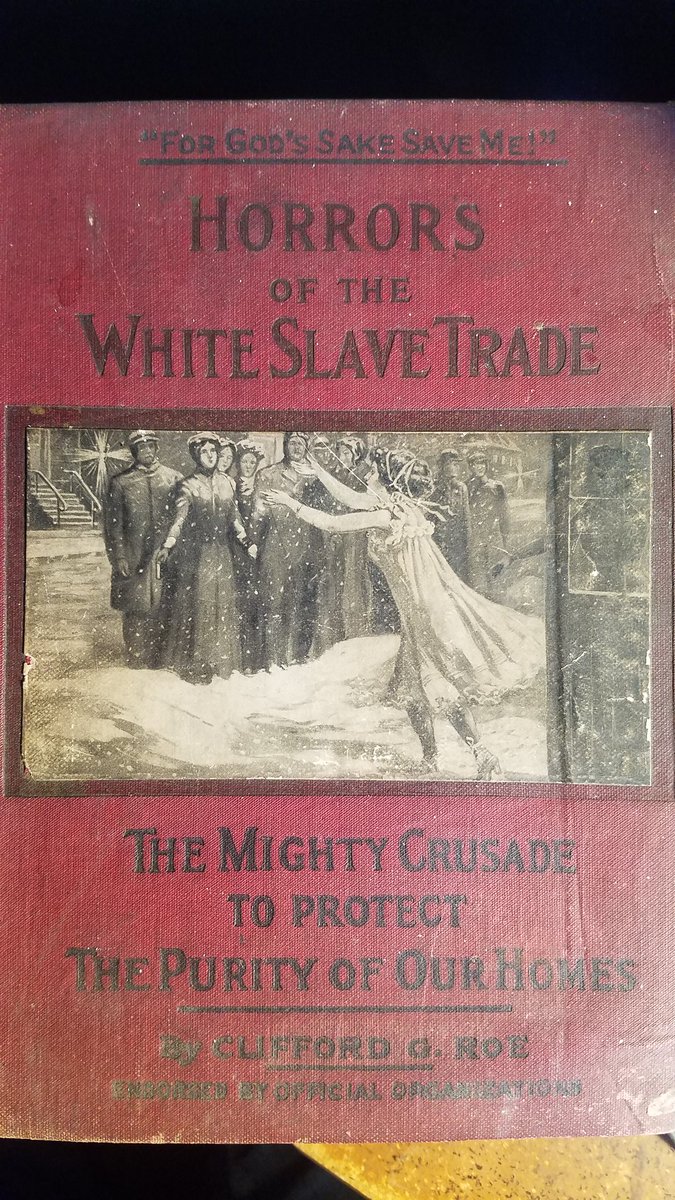 "FOR GOD'S SAKE SAVE ME!"
HORRORS
OF THE
WHITE SLAVE TRADE
THE MIGHTY CRUSADE
TO PROTECT
THE PURITY OF OUR HOMES
By CLIFFORD G. ROE
ENDORSED BY OFFICIAL ORGANIZATIONS